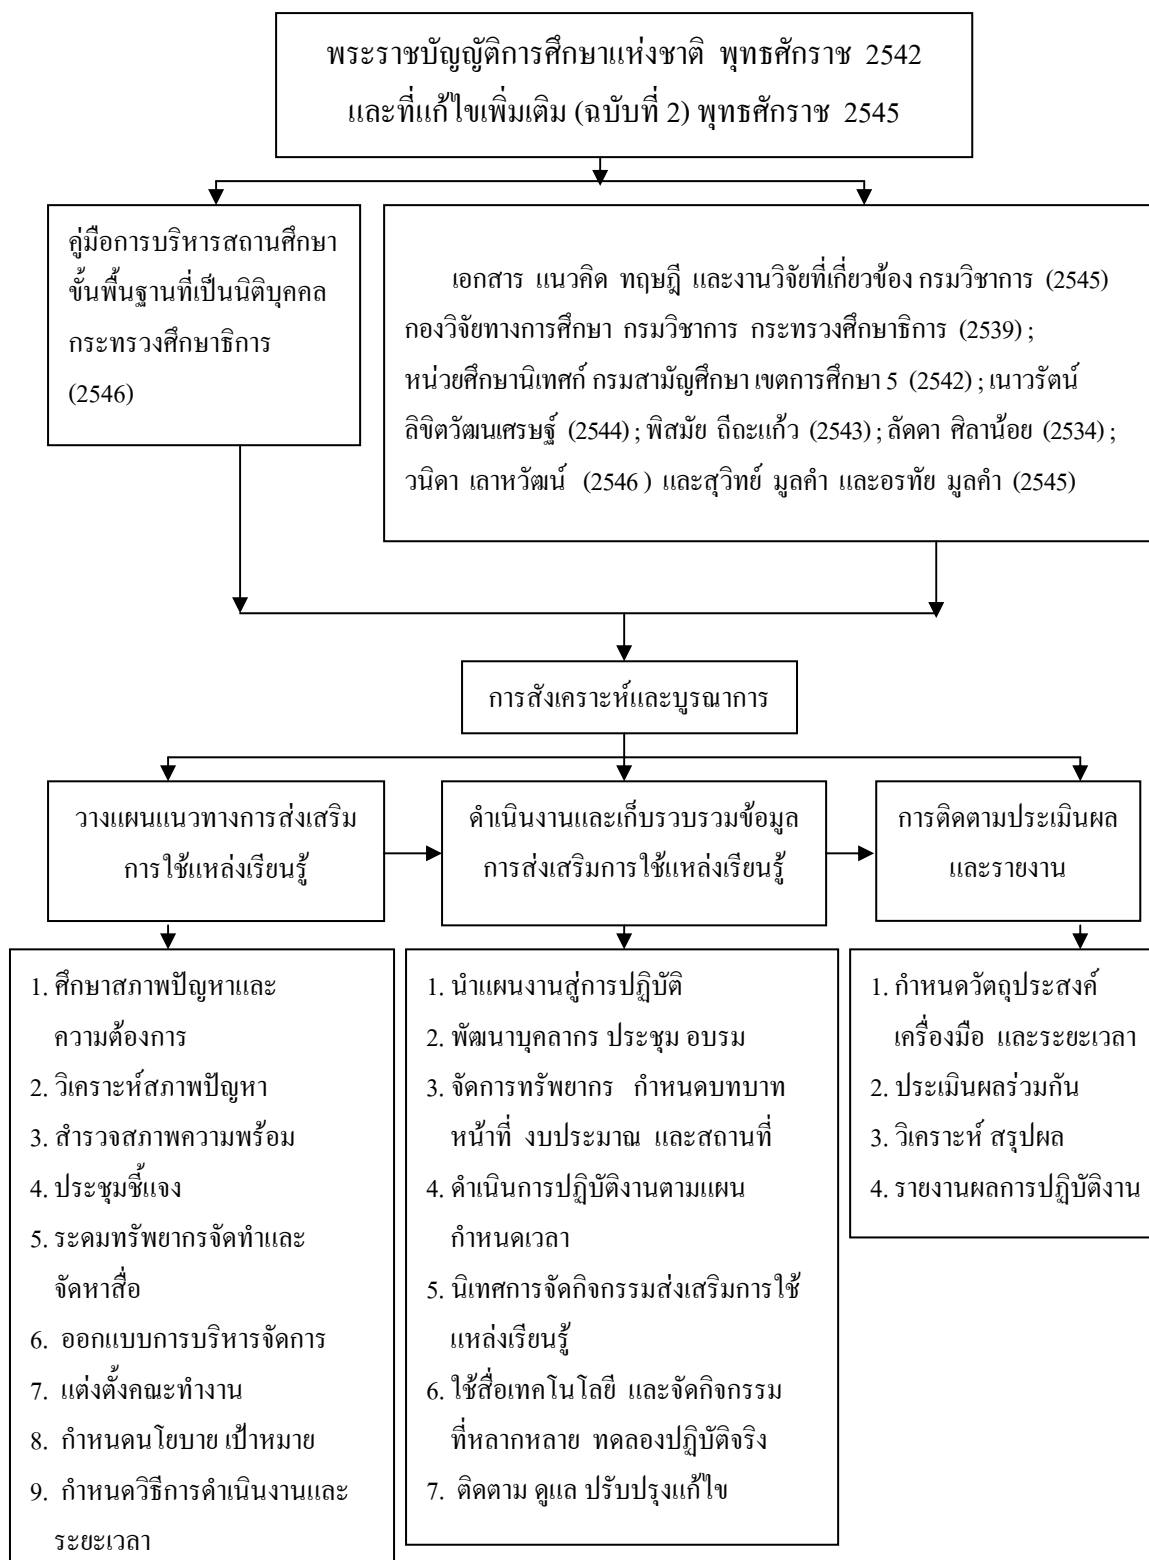 พระราชบัญญัติการศึกษาแห่งชาติ พุทธศักราช 2542
และที่แก้ไขเพิ่มเติม (ฉบับที่ 2) พุทธศักราช 2545
คู่มือการบริหารสถานศึกษา
ขั้นพื้นฐานที่เป็นนิติบุคคล
กระทรวงศึกษาธิการ
(2546)
เอกสาร แนวคิด ทฤษฎี และงานวิจัยที่เกี่ยวข้อง กรมวิชาการ (2545)
กองวิจัยทางการศึกษา กรมวิชาการ กระทรวงศึกษาธิการ (2539) ;
หน่วยศึกษานิเทศก์ กรมสามัญศึกษา เขตการศึกษา 5 (2542) ; เนาวรัตน์
ลิขิตวัฒนเศรษฐ์ (2544) ; พิสมัย ถีถะแก้ว (2543) ; ลัดดา ศิลาน้อย (2534) ;
วนิดา เลาหวัฒน์ (2546 ) และสุวิทย์ มูลคำ และอรทัย มูลคำ (2545)
การสังเคราะห์และบูรณาการ
วางแผนแนวทางการส่งเสริม
การใช้แหล่งเรียนรู้
ดำเนินงานและเก็บรวบรวมข้อมูล
การส่งเสริมการใช้แหล่งเรียนรู้
การติดตามประเมินผล
และรายงาน
1. ศึกษาสภาพปัญหาและ
ความต้องการ
2. วิเคราะห์สภาพปัญหา
3. สำรวจสภาพความพร้อม
4. ประชุมชี้แจง
5. ระดมทรัพยากรจัดทำและ
จัดหาสื่อ
6. ออกแบบการบริหารจัดการ
7. แต่งตั้งคณะทำงาน
8. กำหนดนโยบาย เป้าหมาย
9. กำหนดวิธีการดำเนินงานและ
ระยะเวลา
1. นำแผนงานสู่การปฏิบัติ
2. พัฒนาบุคลากร ประชุม อบรม
3. จัดการทรัพยากร กำหนดบทบาท
หน้าที่ งบประมาณ และสถานที่
4. ดำเนินการปฏิบัติงานตามแผน
กำหนดเวลา
5. นิเทศการจัดกิจกรรมส่งเสริมการใช้
แหล่งเรียนรู้
6. ใช้สื่อเทคโนโลยี และจัดกิจกรรม
ที่หลากหลาย ทดลองปฏิบัติจริง
7. ติดตาม ดูแล ปรับปรุงแก้ไข
1. กำหนดวัตถุประสงค์
เครื่องมือ และระยะเวลา
2. ประเมินผลร่วมกัน
3. วิเคราะห์ สรุปผล
4. รายงานผลการปฏิบัติงาน